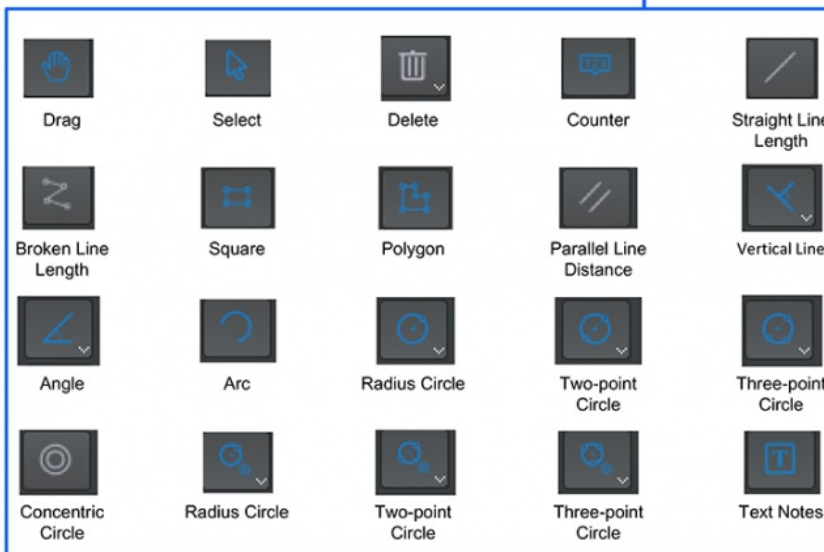 123
Drag
Select
Delete
Counter
Straight Line
Length
Broken Line
Length
Square
Polygon
Parallel Line
Distance
Vertical Line
Angle
Arc
Radius Circle
Two-point
Circle
Three-point
Circle
T
Concentric
Circle
Radius Circle
Two-point
Circle
Three-point
Circle
Text Notes